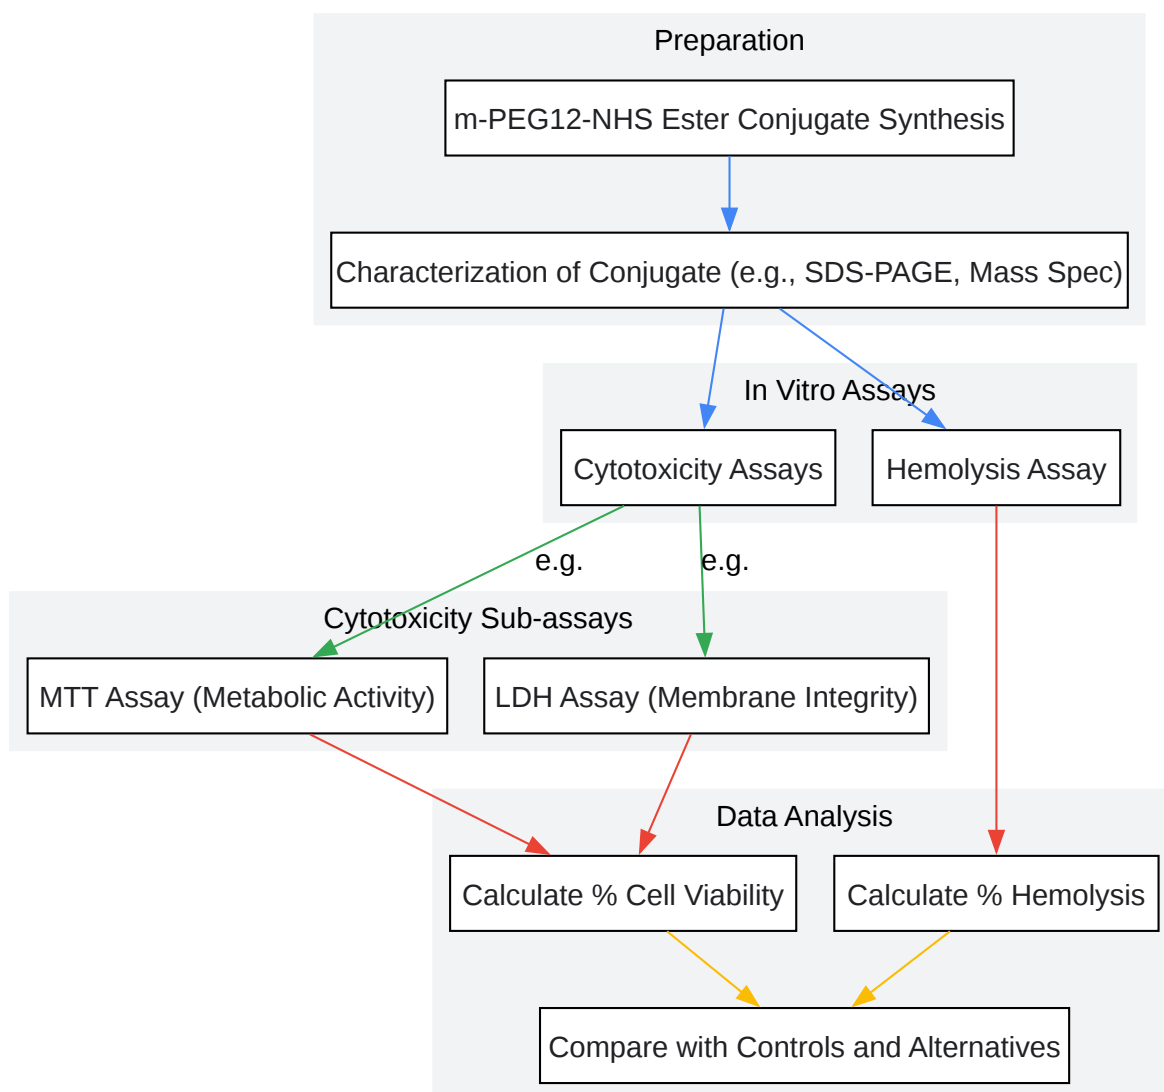 Preparation
m-PEG12-NHS Ester Conjugate Synthesis
Characterization of Conjugate (e.g., SDS-PAGE, Mass Spec)
In Vitro Assays
Cytotoxicity Assays
Hemolysis Assay
e.g.
e.g.
Cytotoxicity Sub-assays
MTT Assay (Metabolic Activity)
LDH Assay (Membrane Integrity)
Data Analysis
Calculate % Cell Viability
Calculate % Hemolysis
Compare with Controls and Alternatives